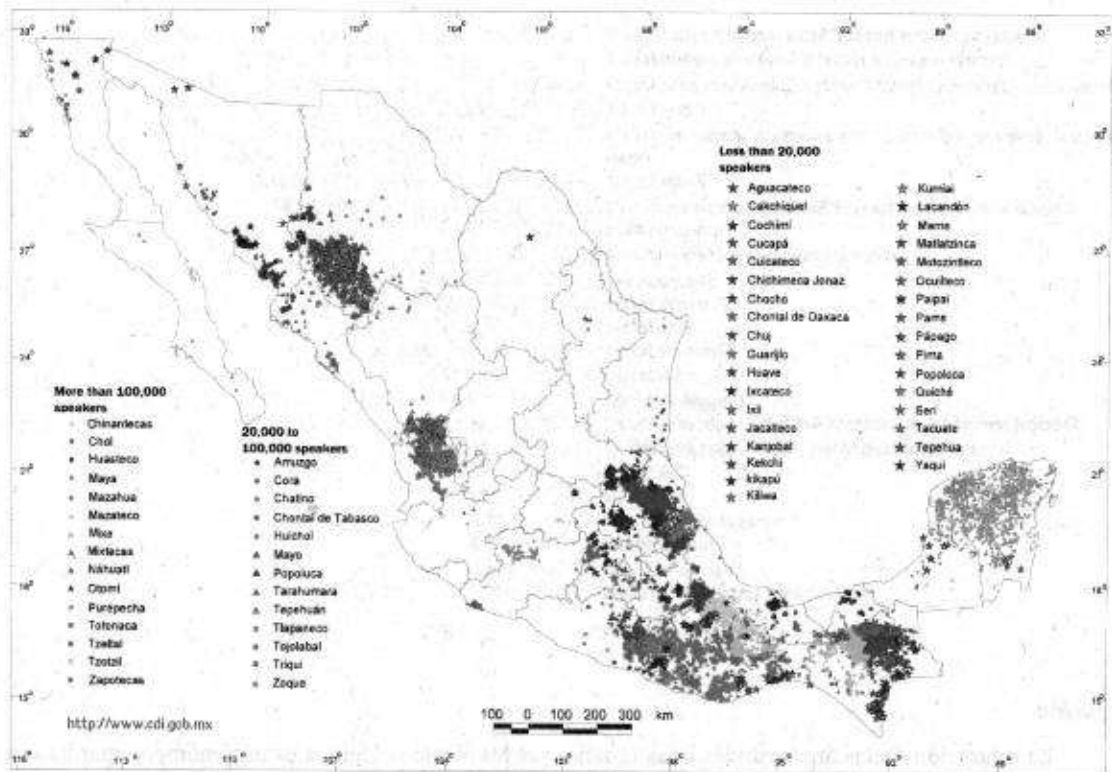 More than 100,000
speakers
Chinantecas
Chol
Huasteco
Maya
Mazahua
Mazateco
Mixe
Mixtecas
Náhuatl
Otomí
Purépecha
Totonaca
Tzeltal
Tzotzil
Zapotecas
20,000 to
100,000 speakers
Amuzgo
Cora
Chatino
Chontal de Tabasco
Huichol
Mayo
Popoluca
Tarahumara
Tepehuán
Tlapaneco
Tojolabal
Triqui
Zoque
Less than 20,000
speakers
Aguacateco
Cakchiquel
Cochimí
Cucapá
Cuicateco
Chichimeca Jonaz
Chocho
Chontal de Oaxaca
Chuj
Guarijío
Huave
Ixcateco
Ixil
Jacalteco
Kanjobal
Kekchí
kikapú
Kiliwa
Kumiai
Lacandón
Mame
Matlatzinca
Motozintleco
Ocuilteco
Paipai
Pame
Pápago
Pima
Popoloca
Quiché
Seri
Tacuate
Tepehua
Yaqui
http://www.cdi.gob.mx
100 0 100 200 300 km